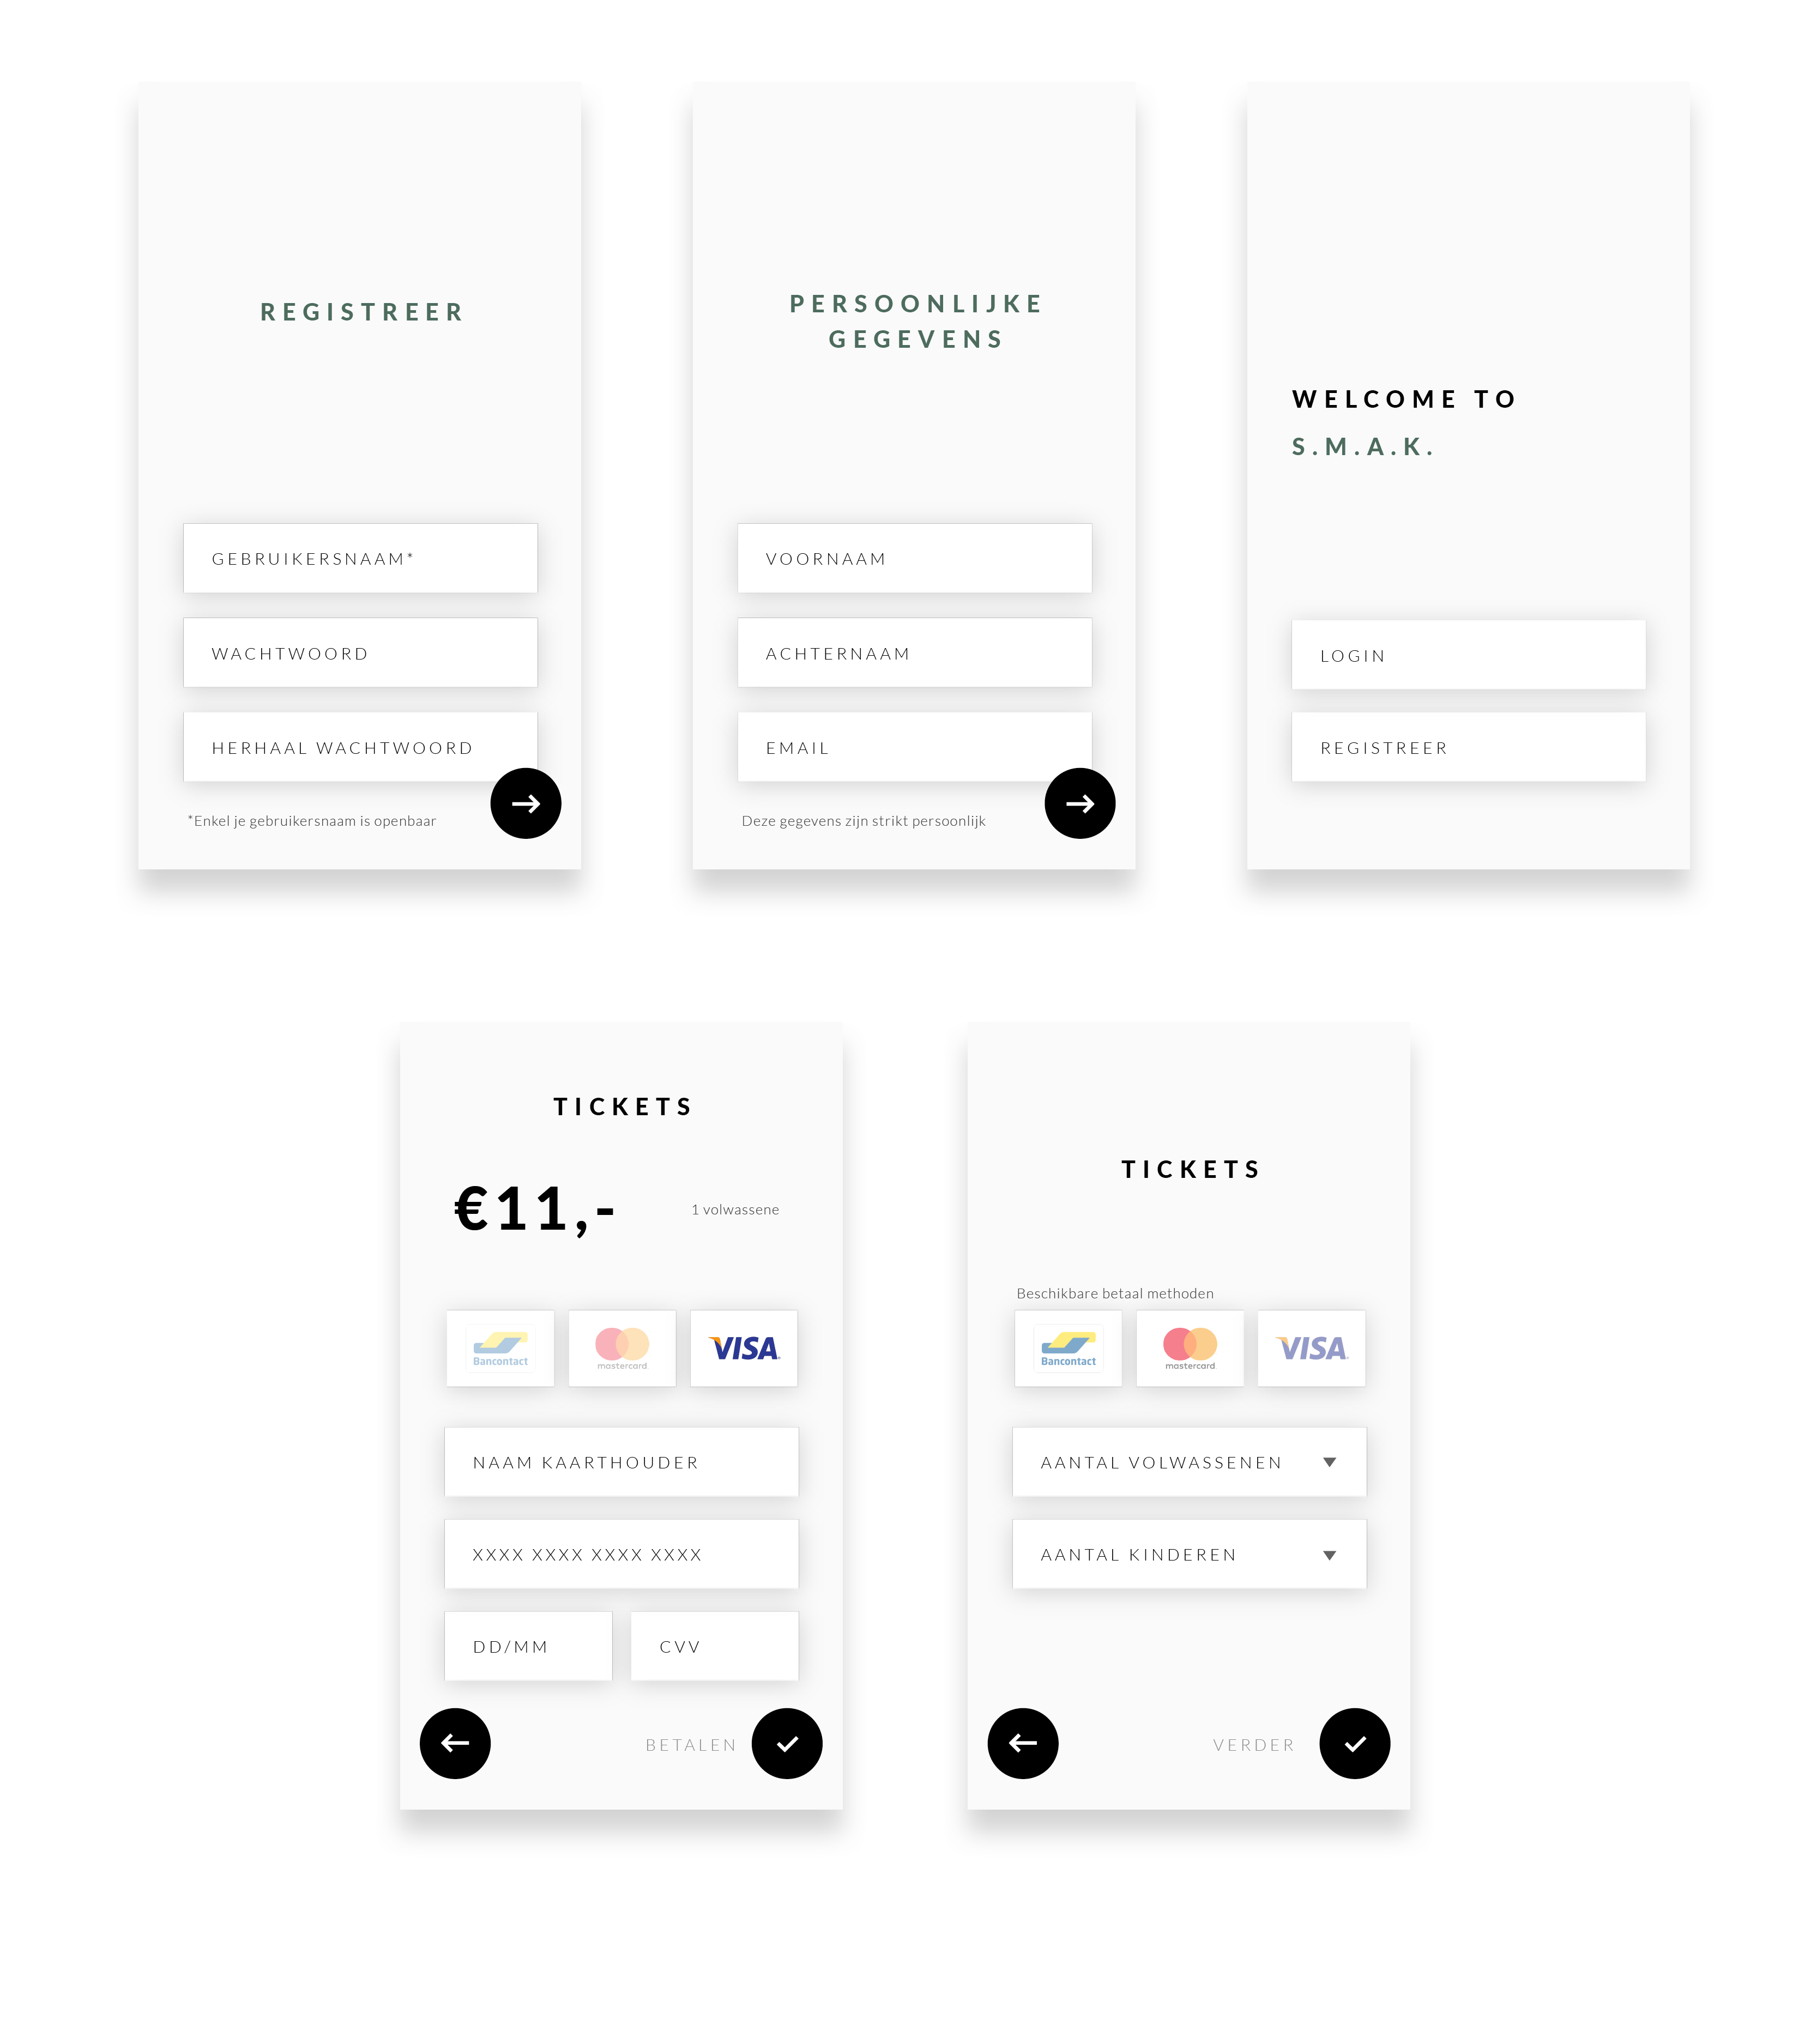 REGISTREER
GEBRUIKERSNAAM*
WACHTWOORD
HERHAAL WACHTWOORD
*Enkel je gebruikersnaam is openbaar
PERSOONLIJKE
GEGEVENS
VOORNAAM
ACHTERNAAM
EMAIL
Deze gegevens zijn strikt persoonlijk
WELCOME TO
S.M.A.K.
LOGIN
REGISTREER
TICKETS
€11,-
1 volwassene
Bancontact
mastercard
VISA
NAAM KAARTHOUDER
XXXX XXXX XXXX XXXX
DD/MM
CVV
BETALEN
TICKETS
Beschikbare betaal methoden
Bancontact
mastercard
VISA
AANTAL VOLWASSENEN
AANTAL KINDEREN
VERDER